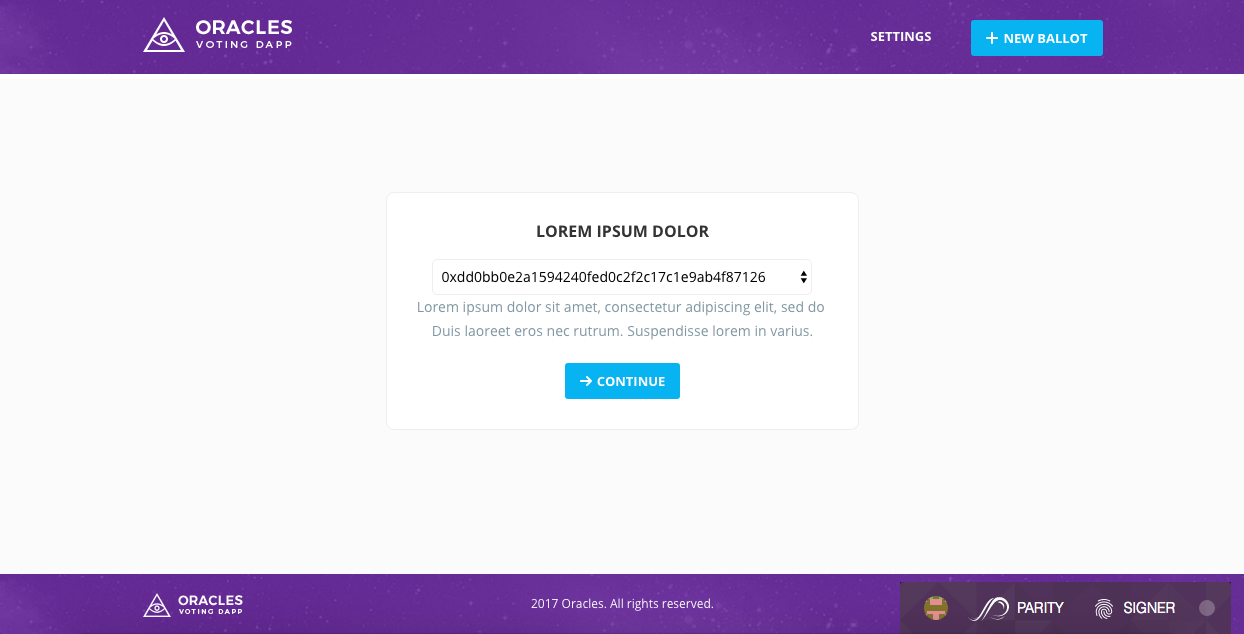 ORACLES
VOTING DAPP
SETTINGS
NEW BALLOT
LOREM IPSUM DOLOR
0xdd0bb0e2a1594240fed0c2f2c17c1e9ab4f87126
Lorem ipsum dolor sit amet, consectetur adipiscing elit, sed do
Duis laoreet eros nec rutrum. Suspendisse lorem in varius.
CONTINUE
ORACLES
VOTING DAPP
2017 Oracles. All rights reserved.
PARITY
SIGNER